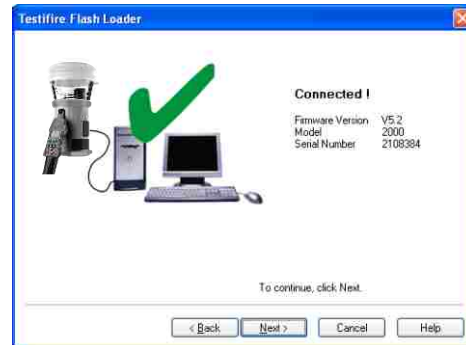 Testifire Flash Loader
Connected !
Firmware Version V5.2
Model 2000
Serial Number 2108384
To continue, click Next.
< Back
Next >
Cancel
Help